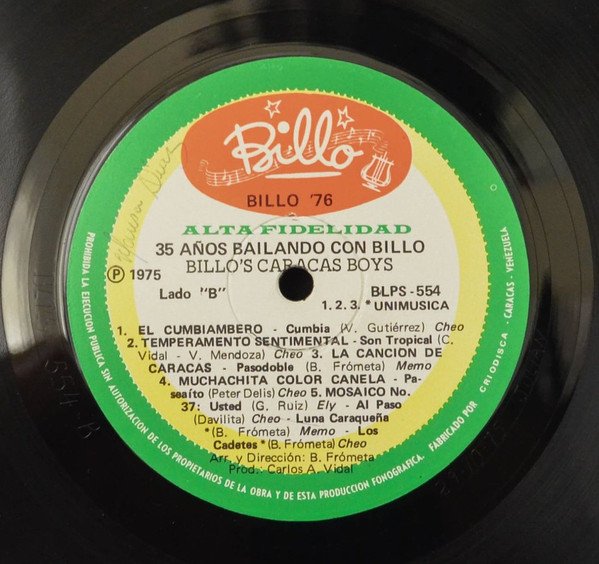 Billo
BILLO '76
ALTA FIDELIDAD
35 AÑOS BAILANDO CON BILLO
BILLO'S CARACAS BOYS
Ⓟ 1975
Lado "B"
BLPS-554
1.2.3. * UNIMUSICA
1. EL CUMBIAMBERO - Cumbia (V. Gutiérrez) Cheo
2. TEMPERAMENTO SENTIMENTAL - Son Tropical (C.
Vidal - V. Mendoza) Cheo 3. LA CANCION DE
CARACAS - Pasodoble (B. Frómeta) Memo
4. MUCHACHITA COLOR CANELA - Pa-
seaíto (Peter Delis) Cheo 5. MOSAICO No.
37: Usted (G. Ruiz) Ely - Al Paso
(Davilita) Cheo - Luna Caraqueña
*(B. Frómeta) Memo - Los
Cadetes *(B. Frómeta) Cheo
Arr. y Dirección: B. Frómeta
Prod.: Carlos A. Vidal
PROHIBIDA LA EJECUCION PUBLICA SIN AUTORIZACION DE LOS PROPIETARIOS DE LA OBRA Y DE ESTA PRODUCCION FONOGRAFICA. FABRICADO POR CRIODISCA · CARACAS - VENEZUELA
554 B